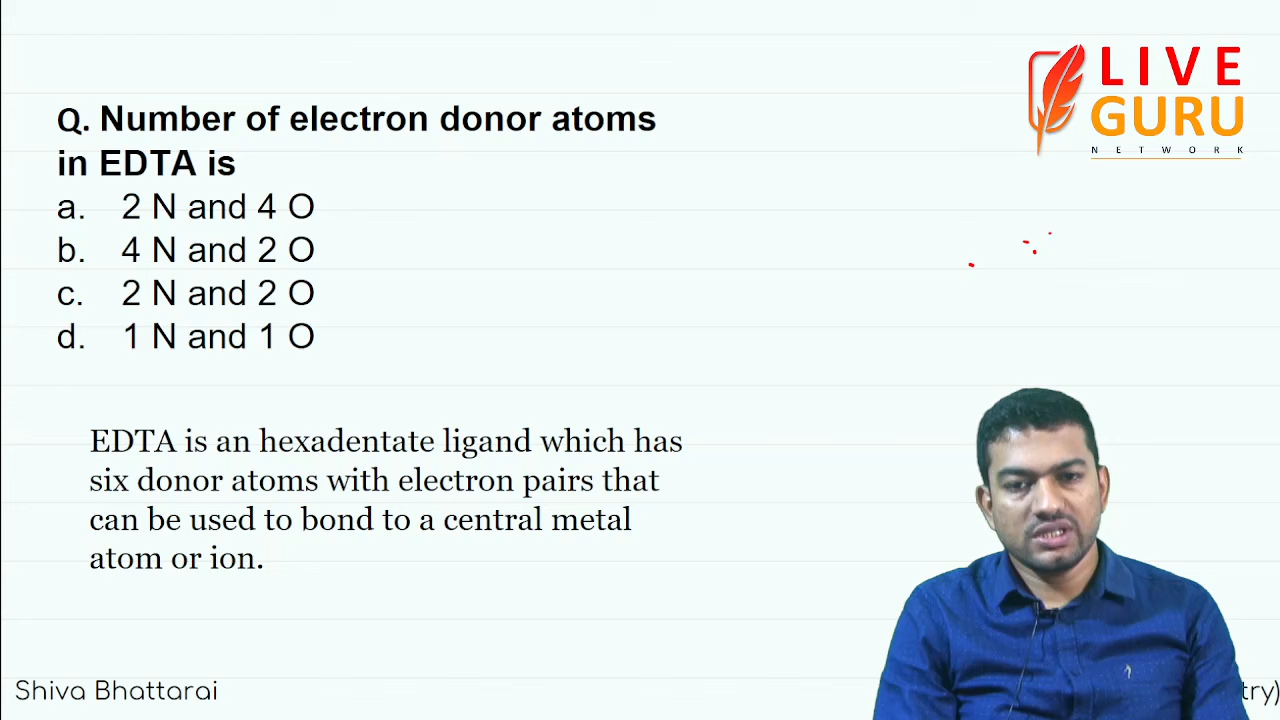 LIVE
GURU
NETWORK
Q. Number of electron donor atoms
in EDTA is
a. 2 N and 4 O
b. 4 N and 2 O
c. 2 N and 2 O
d. 1 N and 1 O
EDTA is an hexadentate ligand which has
six donor atoms with electron pairs that
can be used to bond to a central metal
atom or ion.
Shiva Bhattarai
try)